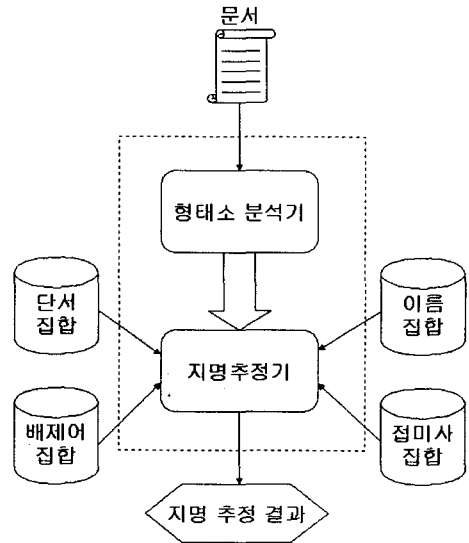 문서
형태소 분석기
단서
집합
이름
집합
지명추정기
배제어
집합
접미사
집합
지명 추정 결과